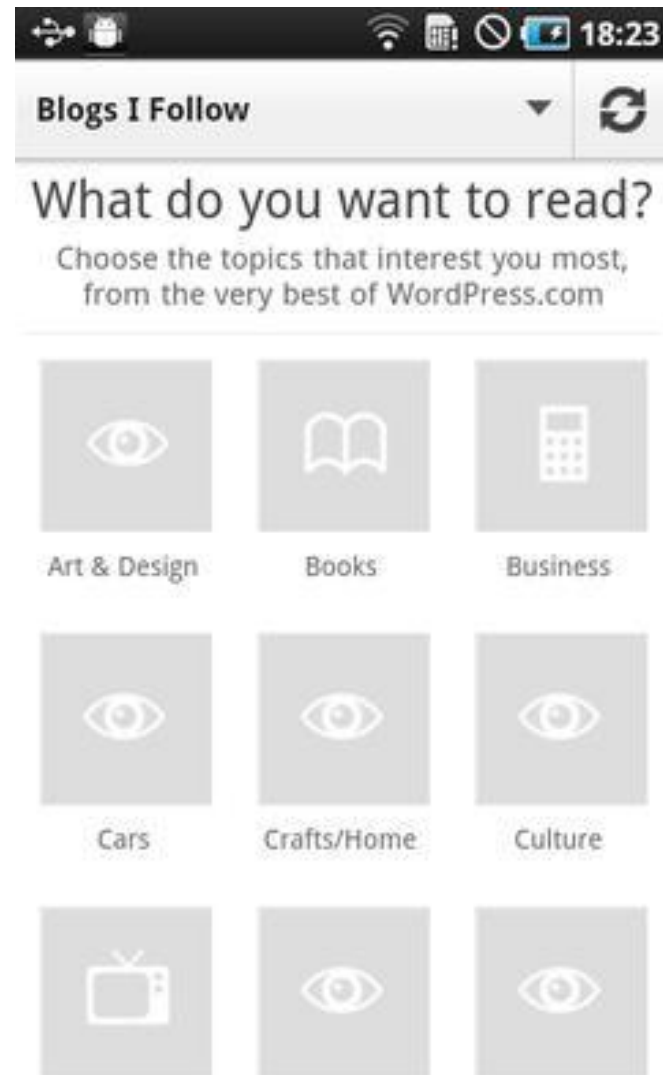 18:23
Blogs I Follow
What do you want to read?
Choose the topics that interest you most,
from the very best of WordPress.com
Art & Design Books Business
Cars Crafts/Home Culture